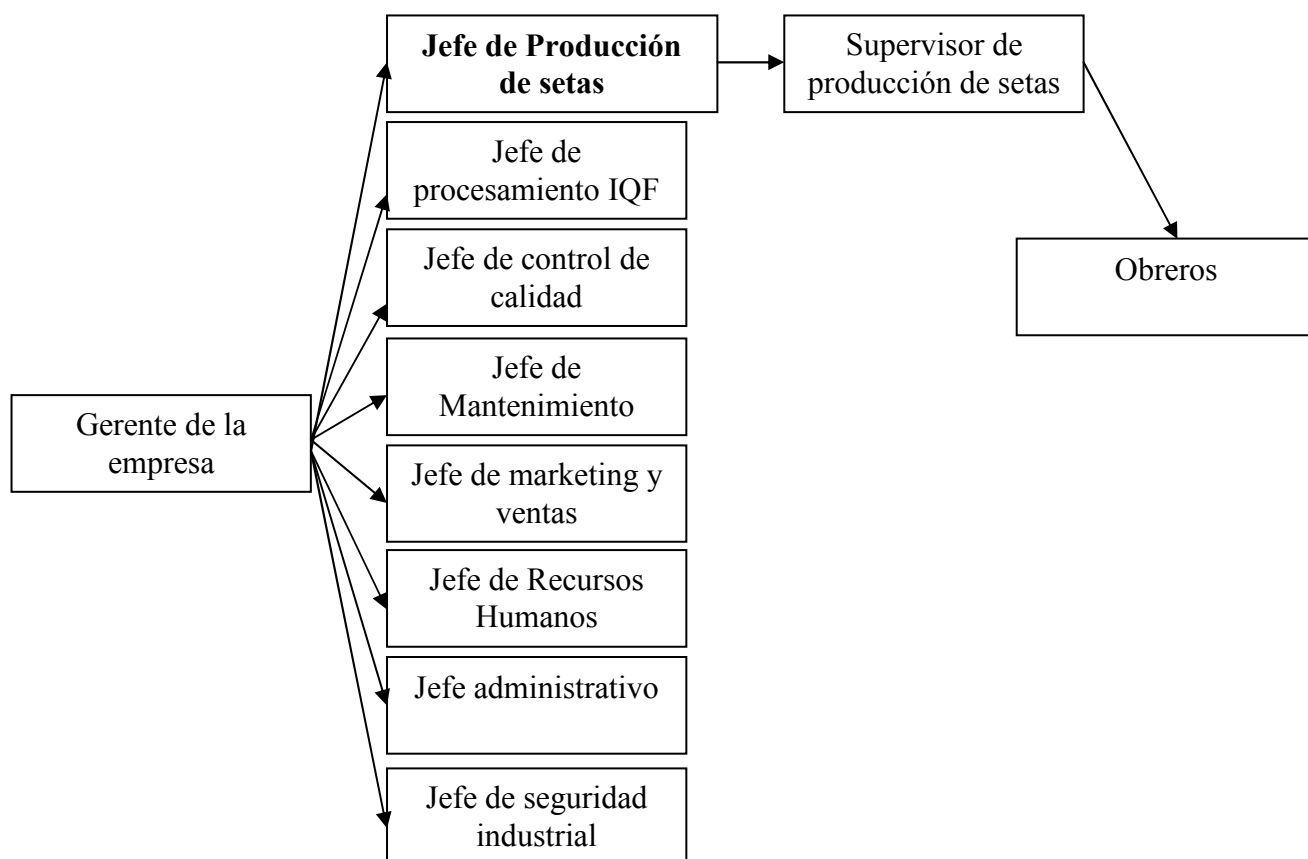 Jefe de Producción
de setas
Supervisor de
producción de setas
Jefe de
procesamiento IQF
Jefe de control de
calidad
Obreros
Jefe de
Mantenimiento
Gerente de la
empresa
Jefe de marketing y
ventas
Jefe de Recursos
Humanos
Jefe administrativo
Jefe de seguridad
industrial